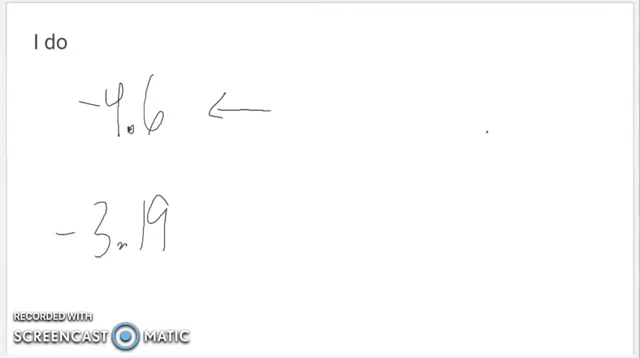 I do
-4.6 ←
-3.19
RECORDED WITH
SCREENCAST MATIC